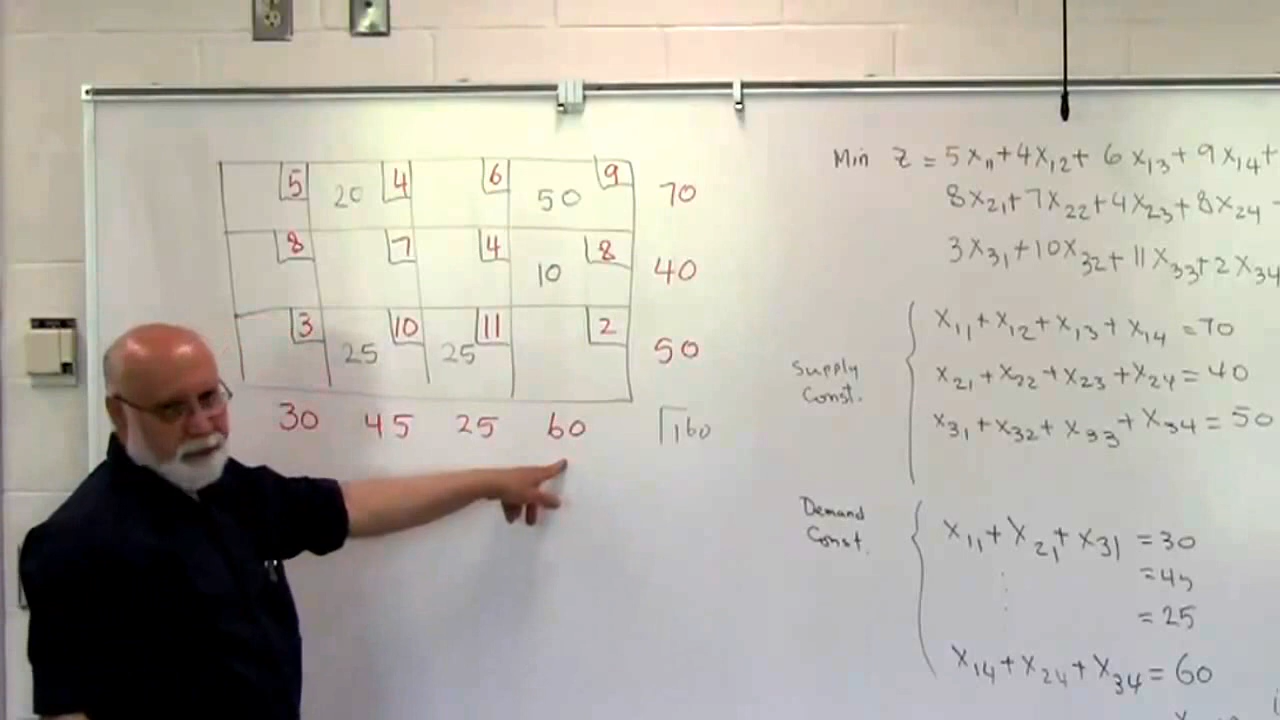 5 20 4 6 50 9 70
8 7 4 10 8 40
3 25 10 25 11 2 50
30 45 25 60 160
Min Z = 5x₁₁+4x₁₂+ 6x₁₃+9x₁₄+
8x₂₁+7x₂₂+4x₂₃+8x₂₄
3x₃₁+10x₃₂+11x₃₃+2x₃₄
Supply
Const.
x₁₁+x₁₂+x₁₃+x₁₄=70
x₂₁+x₂₂+x₂₃+x₂₄=40
x₃₁+x₃₂+x₃₃+x₃₄=50
Demand
Const.
x₁₁+x₂₁+x₃₁=30
=45
=25
x₁₄+x₂₄+x₃₄=60